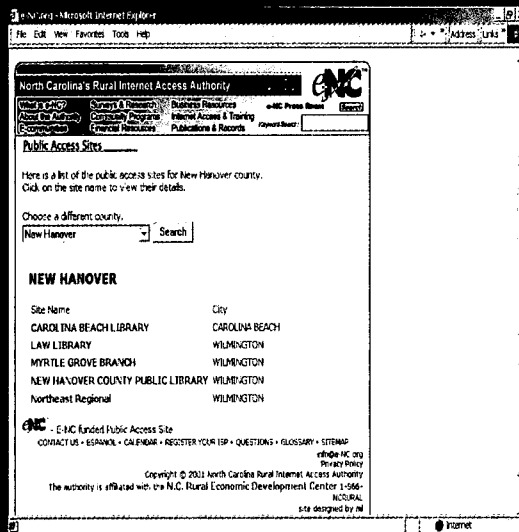 e-NC.org - Microsoft Internet Explorer
File Edit View Favorites Tools Help Address Links
North Carolina's Rural Internet Access Authority
e-NC
What is e-NC? Surveys & Research Business Resources e-NC Press Room Search
About the Authority Community Programs Internet Access & Training
E-communities Financial Resources Publications & Records Keyword Search:
Public Access Sites
Here is a list of the public access sites for New Hanover county.
Click on the site name to view their details.
Choose a different county.
New Hanover Search
NEW HANOVER
Site Name City
CAROLINA BEACH LIBRARY CAROLINA BEACH
LAW LIBRARY WILMINGTON
MYRTLE GROVE BRANCH WILMINGTON
NEW HANOVER COUNTY PUBLIC LIBRARY WILMINGTON
Northeast Regional WILMINGTON
e-NC - E-NC funded Public Access Site
CONTACT US • ESPANOL • CALENDAR • REGISTER YOUR ISP • QUESTIONS • GLOSSARY • SITEMAP
info@e-NC.org
Privacy Policy
Copyright © 2001 North Carolina Rural Internet Access Authority
The authority is affiliated with the N.C. Rural Economic Development Center 1-866-
NCRURAL
site designed by
Internet